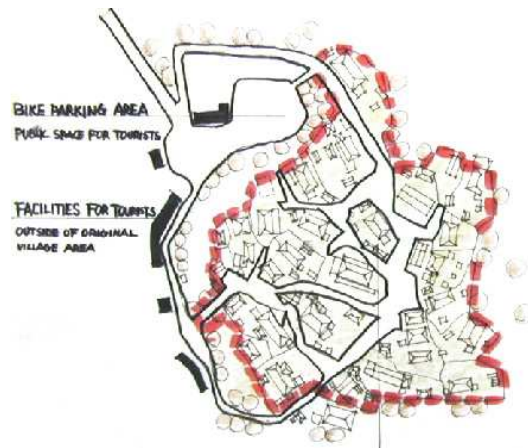 BIKE PARKING AREA
PUBLIC SPACE FOR TOURISTS
FACILITIES FOR TOURISTS
OUTSIDE OF ORIGINAL
VILLAGE AREA